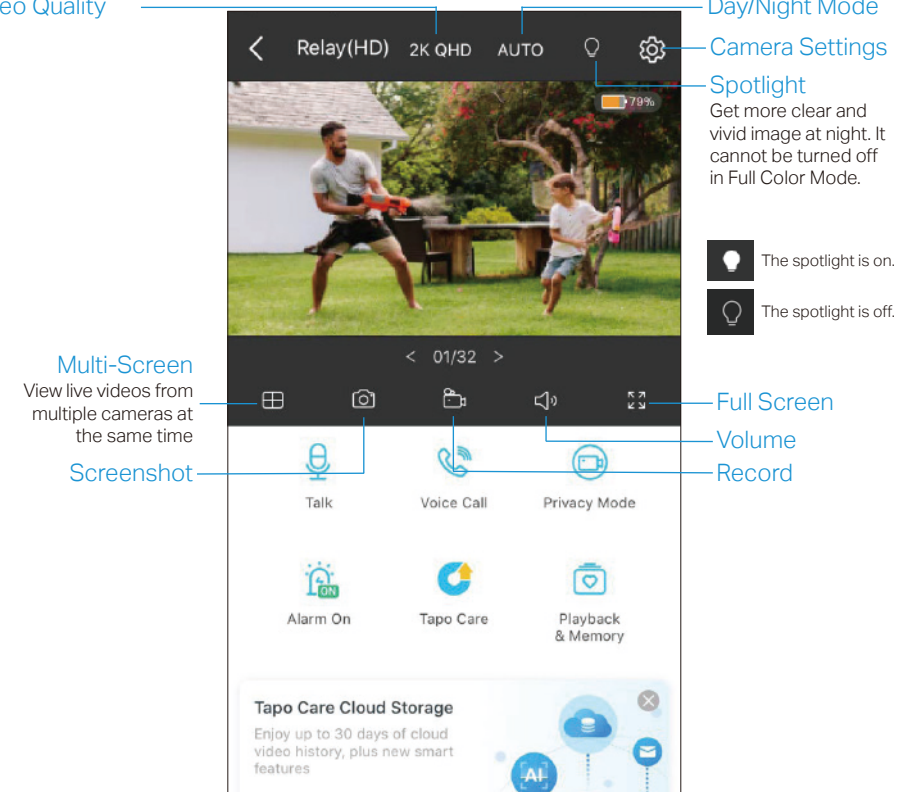 eo Quality
Day/Night Mode
Relay(HD) 2K QHD AUTO
Camera Settings
Spotlight
Get more clear and
vivid image at night. It
cannot be turned off
in Full Color Mode.
79%
The spotlight is on.
The spotlight is off.
< 01/32 >
Multi-Screen
View live videos from
multiple cameras at
the same time
Full Screen
Volume
Screenshot
Record
Talk Voice Call Privacy Mode
ON
Alarm On Tapo Care Playback
& Memory
Tapo Care Cloud Storage
Enjoy up to 30 days of cloud
video history, plus new smart
features
AI